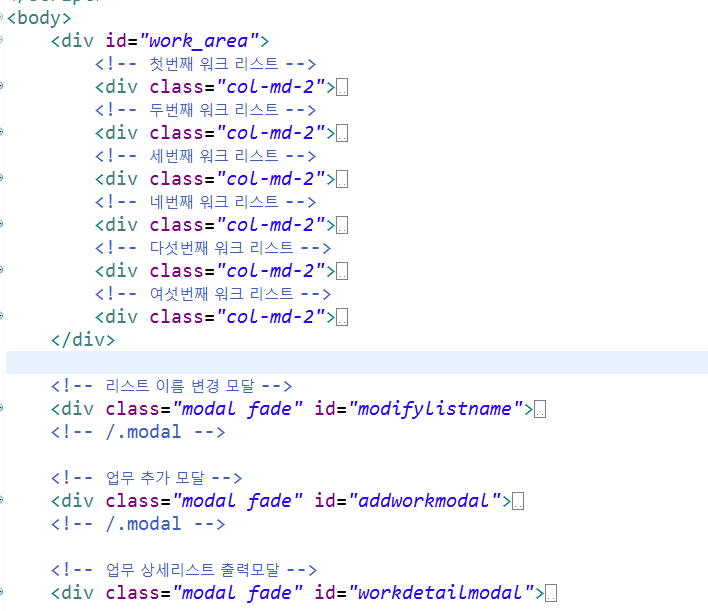 <body>
<div id="work_area">
<!-- 첫번째 워크 리스트 -->
<div class="col-md-2">
<!-- 두번째 워크 리스트 -->
<div class="col-md-2">
<!-- 세번째 워크 리스트 -->
<div class="col-md-2">
<!-- 네번째 워크 리스트 -->
<div class="col-md-2">
<!-- 다섯번째 워크 리스트 -->
<div class="col-md-2">
<!-- 여섯번째 워크 리스트 -->
<div class="col-md-2">
</div>
<!-- 리스트 이름 변경 모달 -->
<div class="modal fade" id="modifylistname">
<!-- /.modal -->
<!-- 업무 추가 모달 -->
<div class="modal fade" id="addworkmodal">
<!-- /.modal -->
<!-- 업무 상세리스트 출력모달 -->
<div class="modal fade" id="workdetailmodal">